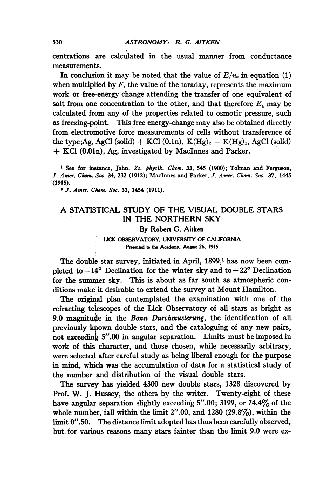 530 ASTRONOMY: R. G. AITKEN
centrations are calculated in the usual manner from conductance
measurements.
In conclusion it may be noted that the value of E/n₊ in equation (1)
when multiplied by F, the value of the faraday, represents the maximum
work or free-energy change attending the transfer of one equivalent of
salt from one concentration to the other, and that therefore Eₐ may be
calculated from any of the properties related to osmotic pressure, such
as freezing-point. This free energy-change may also be obtained directly
from electromotive force measurements of cells without transference of
the type;Ag, AgCl (solid) + KCl (0.1n), K(Hg)ₓ − K(Hg)ₓ, AgCl (solid)
+ KCl (0.01n), Ag, investigated by MacInnes and Parker.
¹ See for instance, Jahn, Zs. physik. Chem. 33, 545 (1900); Tolman and Ferguson,
J. Amer. Chem. Soc. 34, 232 (1912); MacInnes and Parker, J. Amer. Chem. Soc. 37, 1445
(1915).
² J. Amer. Chem. Soc. 33, 1454 (1911).
A STATISTICAL STUDY OF THE VISUAL DOUBLE STARS
IN THE NORTHERN SKY
By Robert G. Aitken
LICK OBSERVATORY, UNIVERSITY OF CALIFORNIA
Presented to the Academy, August 26, 1915
The double star survey, initiated in April, 1899,¹ has now been com-
pleted to −14° Declination for the winter sky and to −22° Declination
for the summer sky. This is about as far south as atmospheric con-
ditions make it desirable to extend the survey at Mount Hamilton.
The original plan contemplated the examination with one of the
refracting telescopes of the Lick Observatory of all stars as bright as
9.0 magnitude in the Bonn Durchmusterung, the identification of all
previously known double stars, and the cataloguing of any new pairs,
not exceeding 5″.00 in angular separation. Limits must be imposed in
work of this character, and those chosen, while necessarily arbitrary,
were selected after careful study as being liberal enough for the purpose
in mind, which was the accumulation of data for a statistical study of
the number and distribution of the visual double stars.
The survey has yielded 4300 new double stars, 1328 discovered by
Prof. W. J. Hussey, the others by the writer. Twenty-eight of these
have angular separation slightly exceeding 5″.00; 3199, or 74.4% of the
whole number, fall within the limit 2″.00, and 1280 (29.8%), within the
limit 0″.50. The distance limit adopted has thus been carefully observed,
but for various reasons many stars fainter than the limit 9.0 were ex-